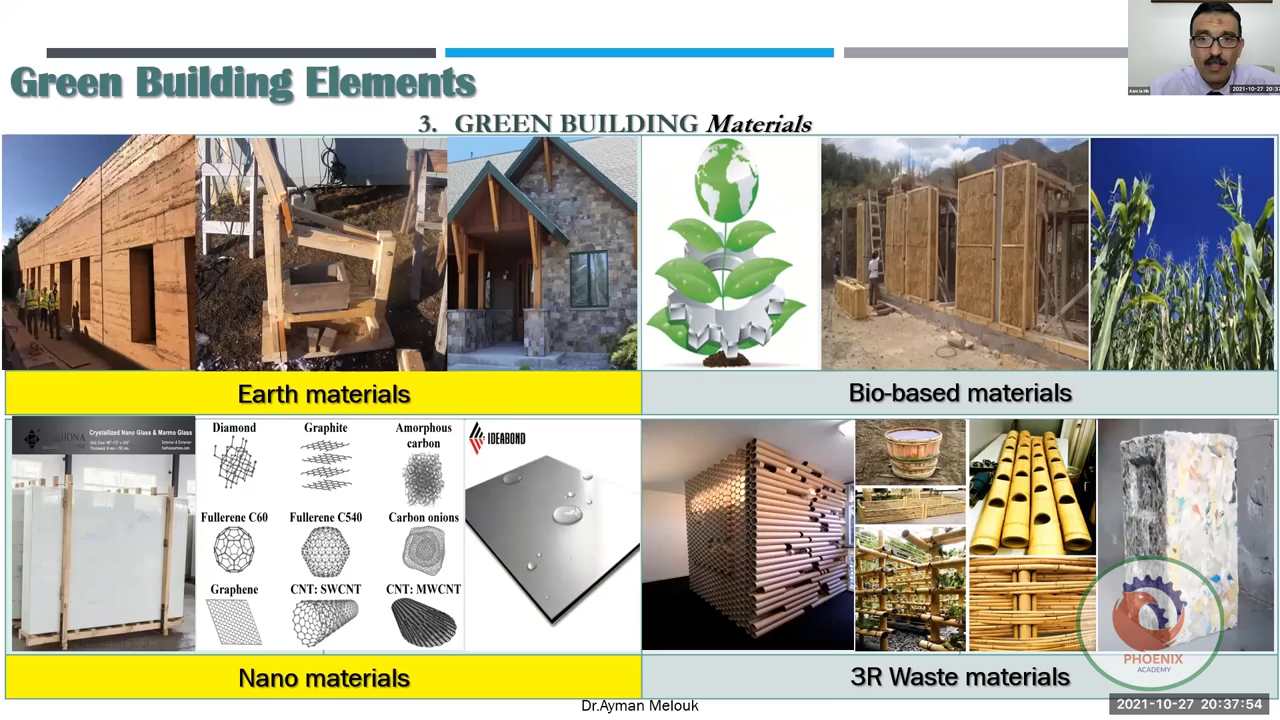 Green Building Elements
3. GREEN BUILDING Materials
Earth materials
Bio-based materials
Crystallized Nano Glass & Marmo Glass
Diamond
Graphite
Amorphous
carbon
IDEABOND
Fullerene C60
Fullerene C540
Carbon onions
Graphene
CNT: SWCNT
CNT: MWCNT
PHOENIX
ACADEMY
Nano materials
3R Waste materials
Dr.Ayman Melouk
2021-10-27 20:37:54